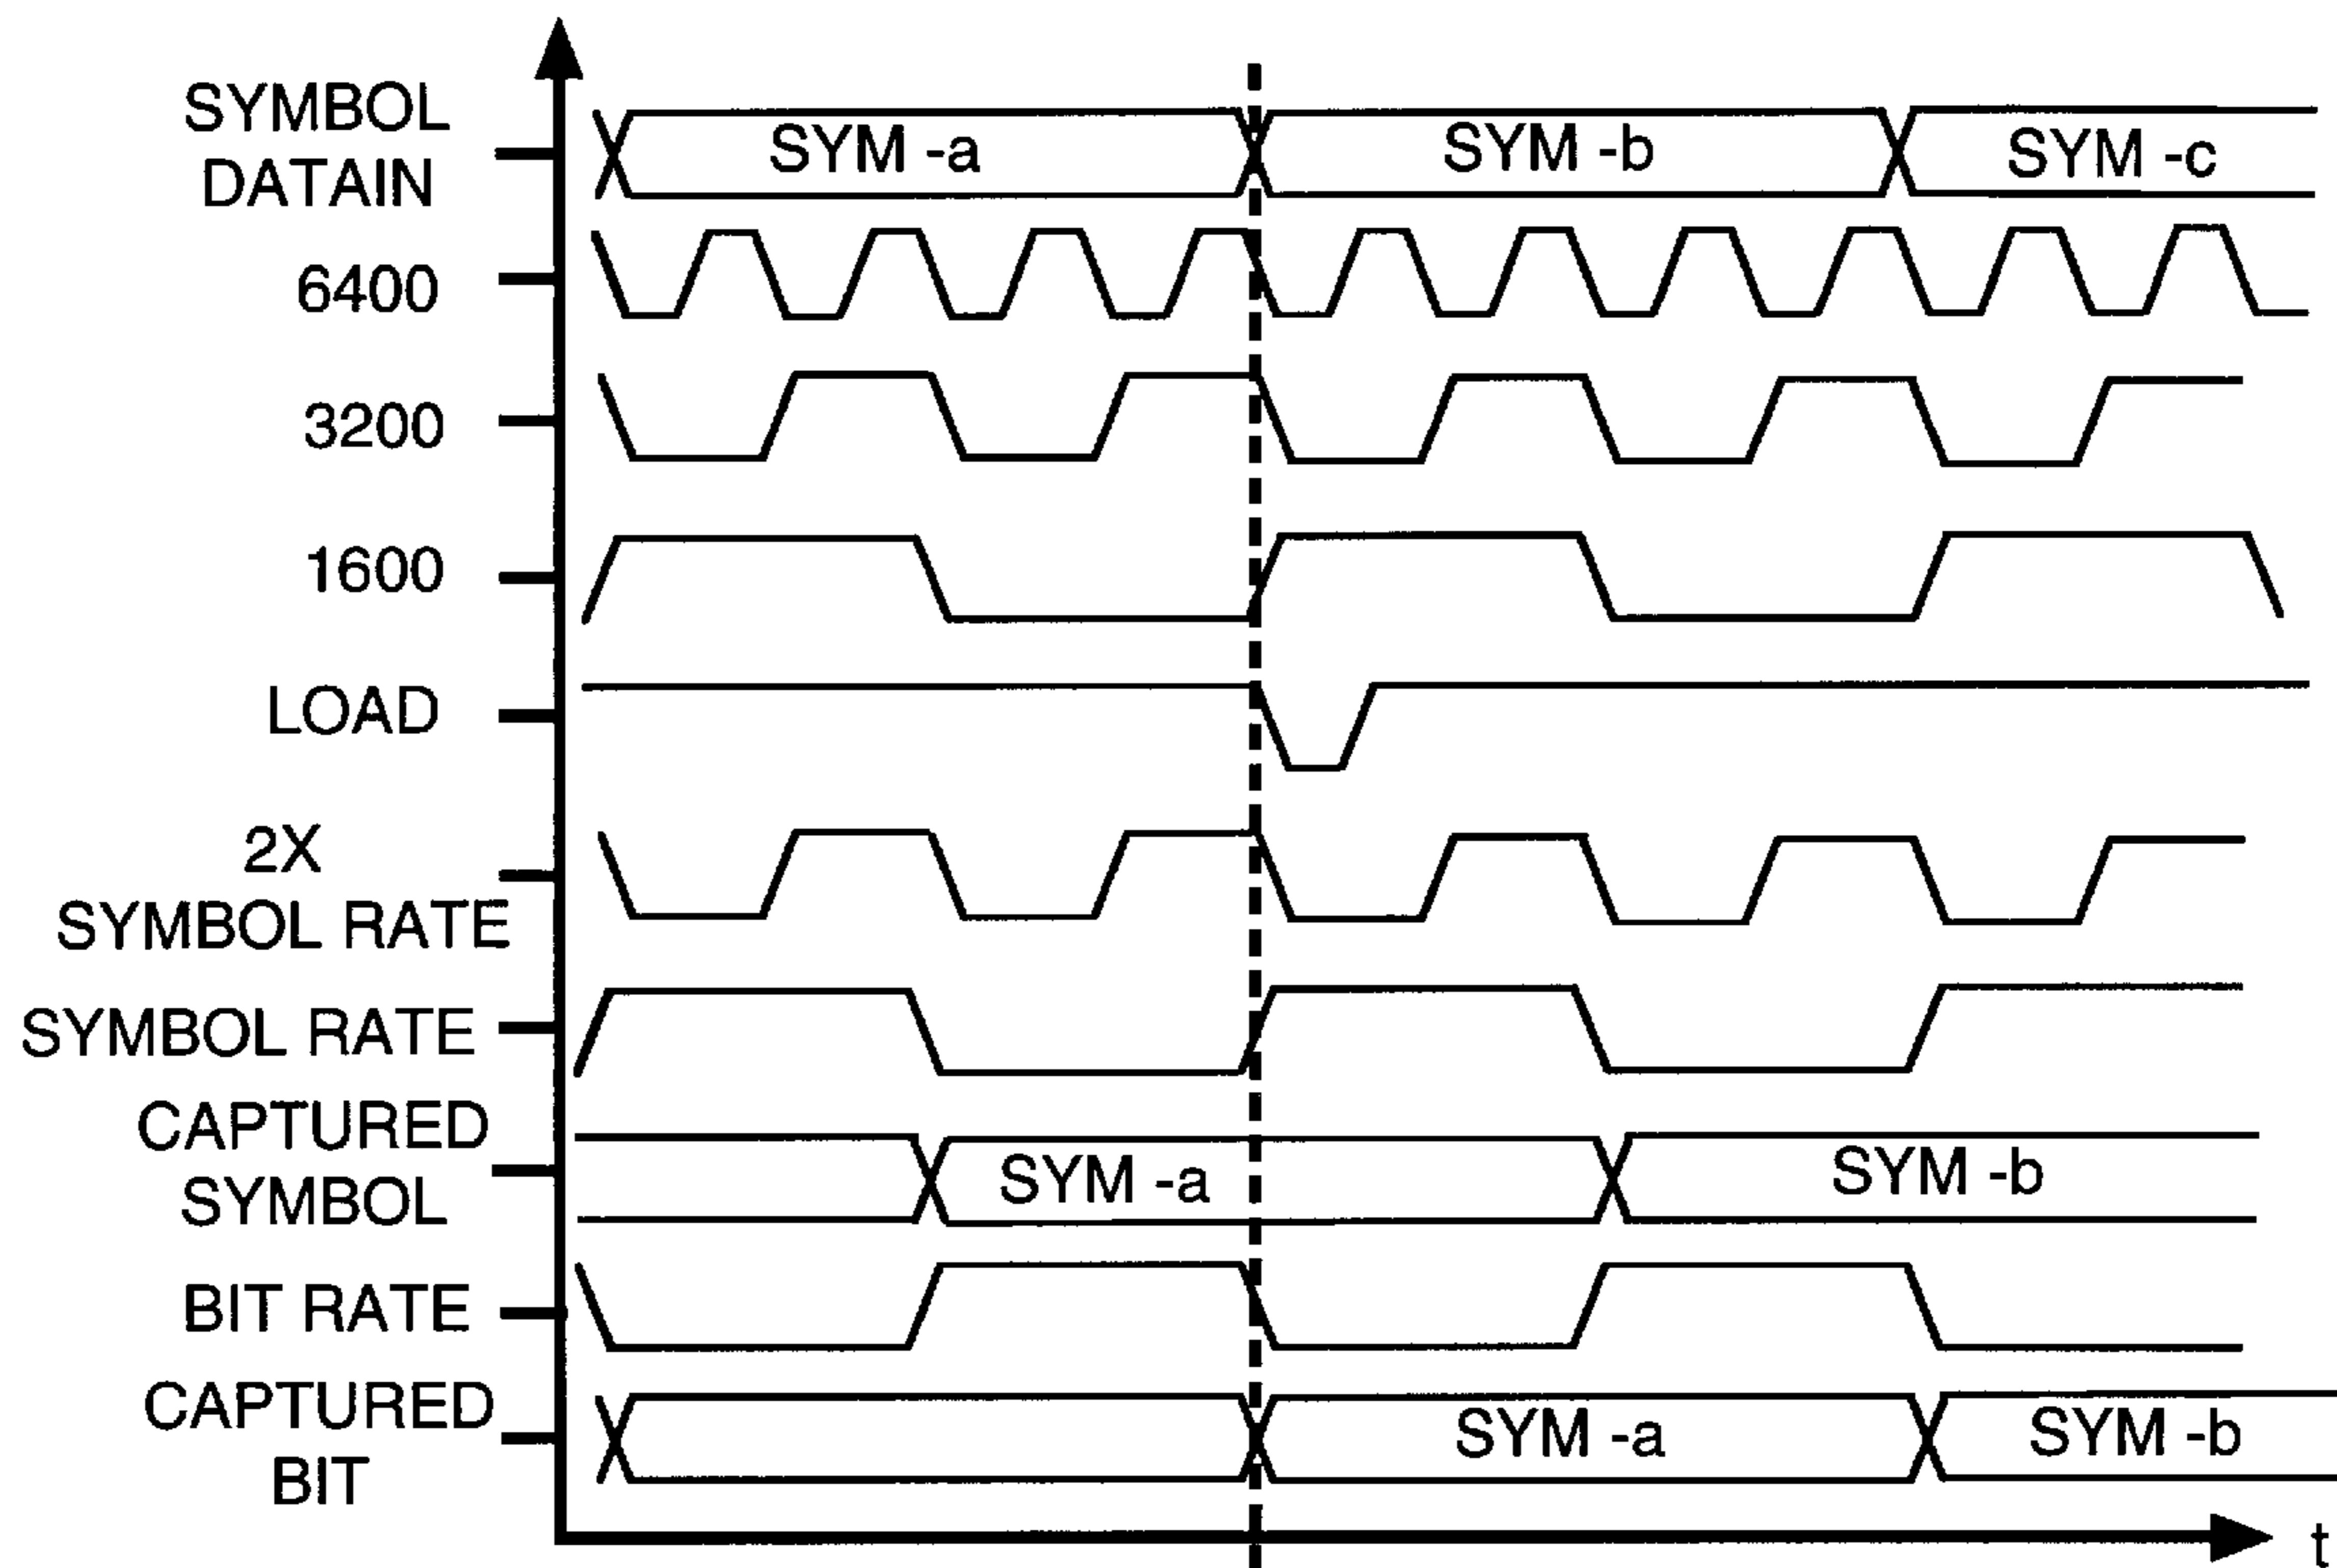 SYMBOL
DATAIN
SYM -a
SYM -b
SYM -c
6400
3200
1600
LOAD
2X
SYMBOL RATE
SYMBOL RATE
CAPTURED
SYMBOL
SYM -a
SYM -b
BIT RATE
CAPTURED
BIT
SYM -a
SYM -b
t